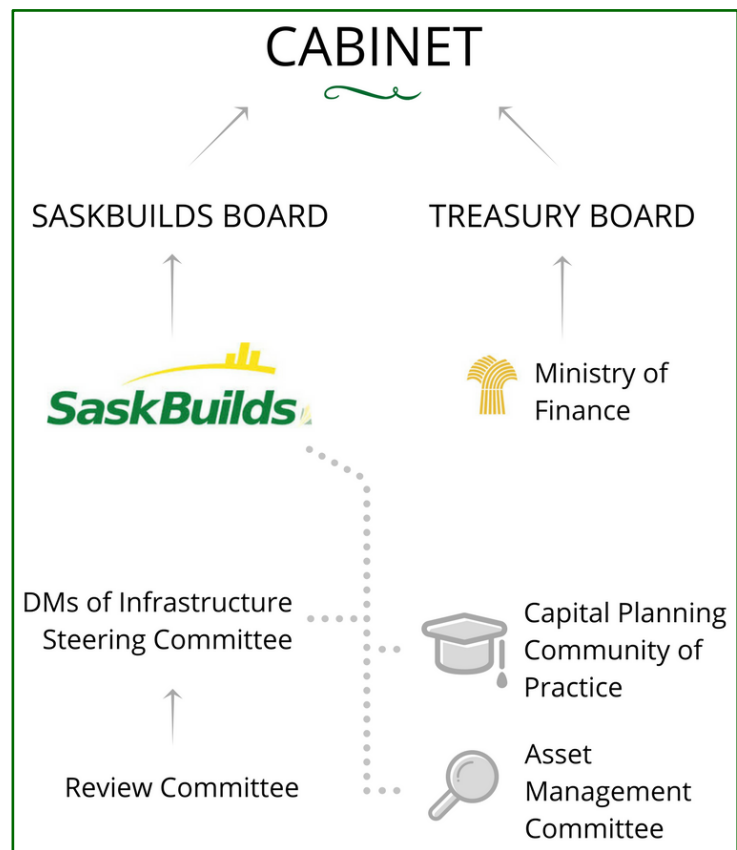 CABINET
SASKBUILDS BOARD
TREASURY BOARD
SaskBuilds
Ministry of
Finance
DMs of Infrastructure
Steering Committee
Capital Planning
Community of
Practice
Review Committee
Asset
Management
Committee